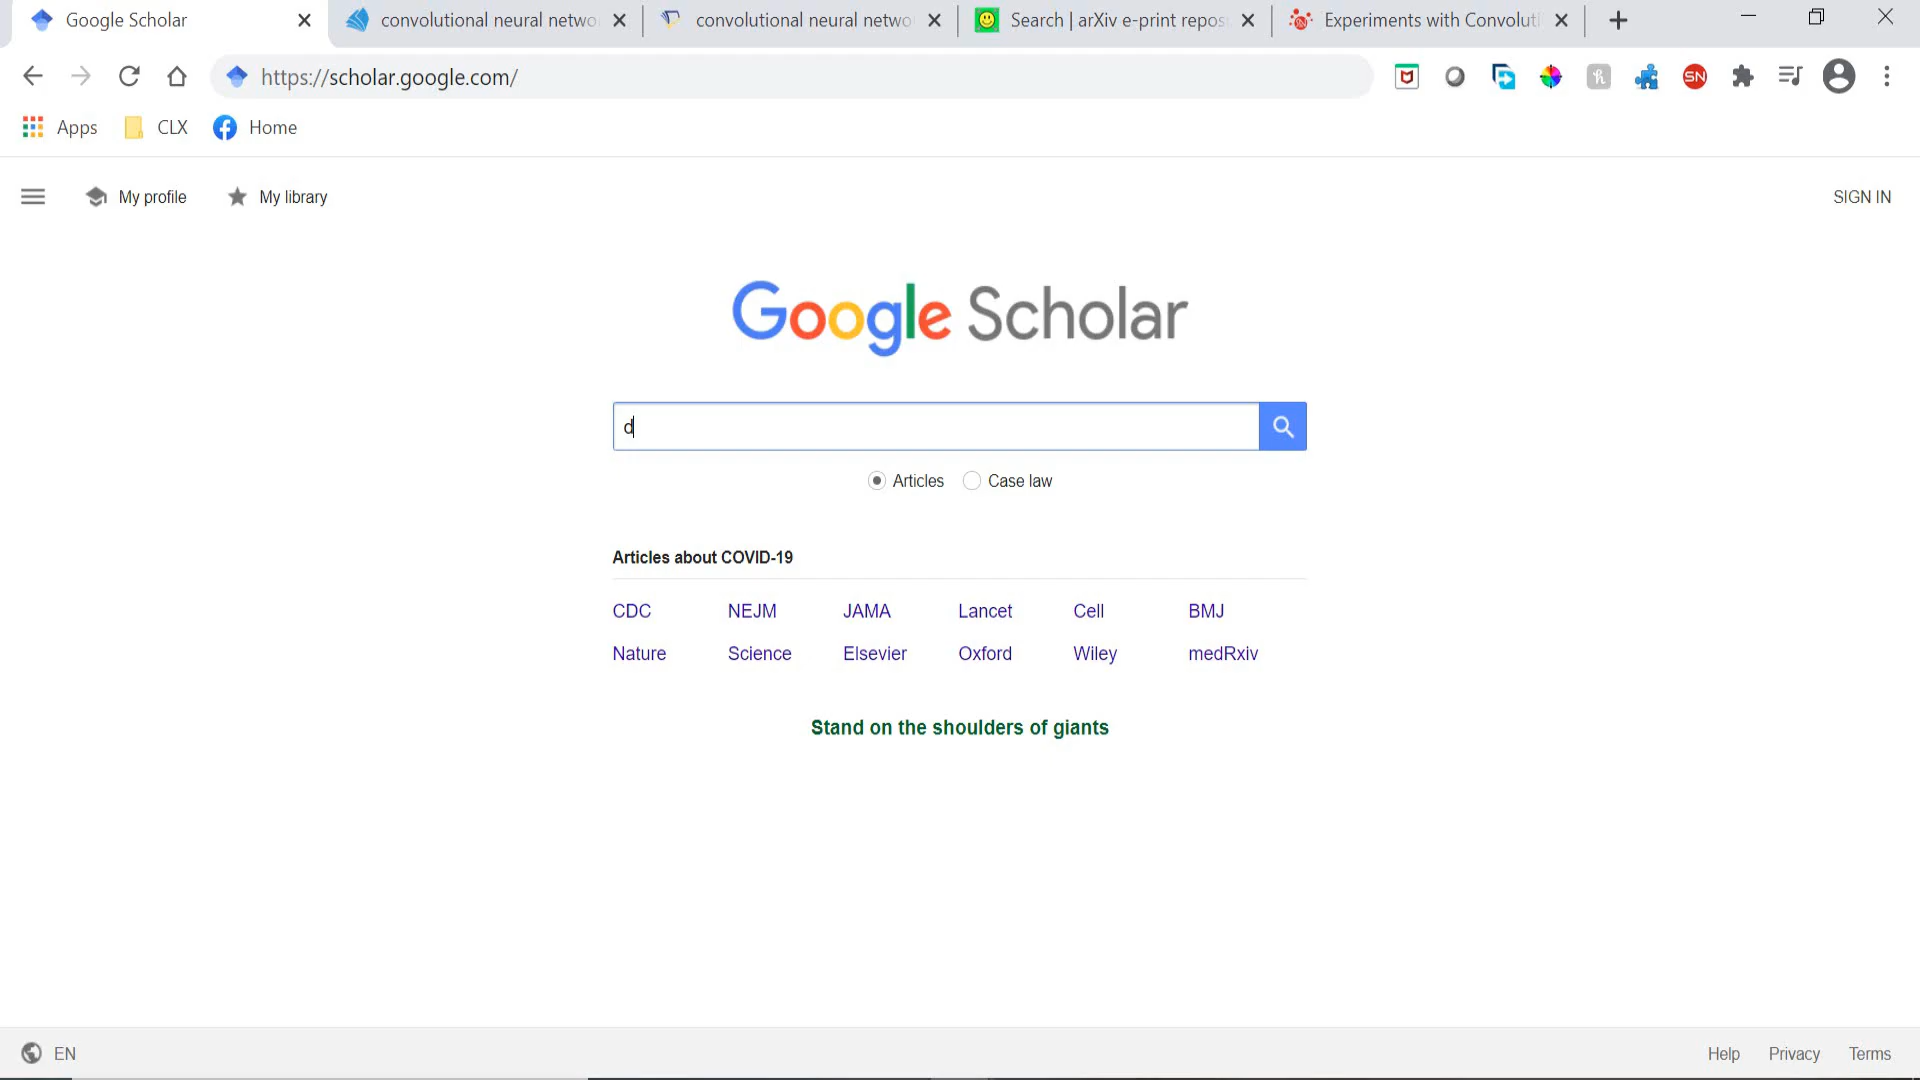 Google Scholar
convolutional neural netwo
convolutional neural netwo
Search | arXiv e-print repos
Experiments with Convoluti
https://scholar.google.com/
SN
Apps
CLX
Home
My profile
My library
SIGN IN
Google Scholar
d
Articles
Case law
Articles about COVID-19
CDC NEJM JAMA Lancet Cell BMJ
Nature Science Elsevier Oxford Wiley medRxiv
Stand on the shoulders of giants
EN
Help Privacy Terms